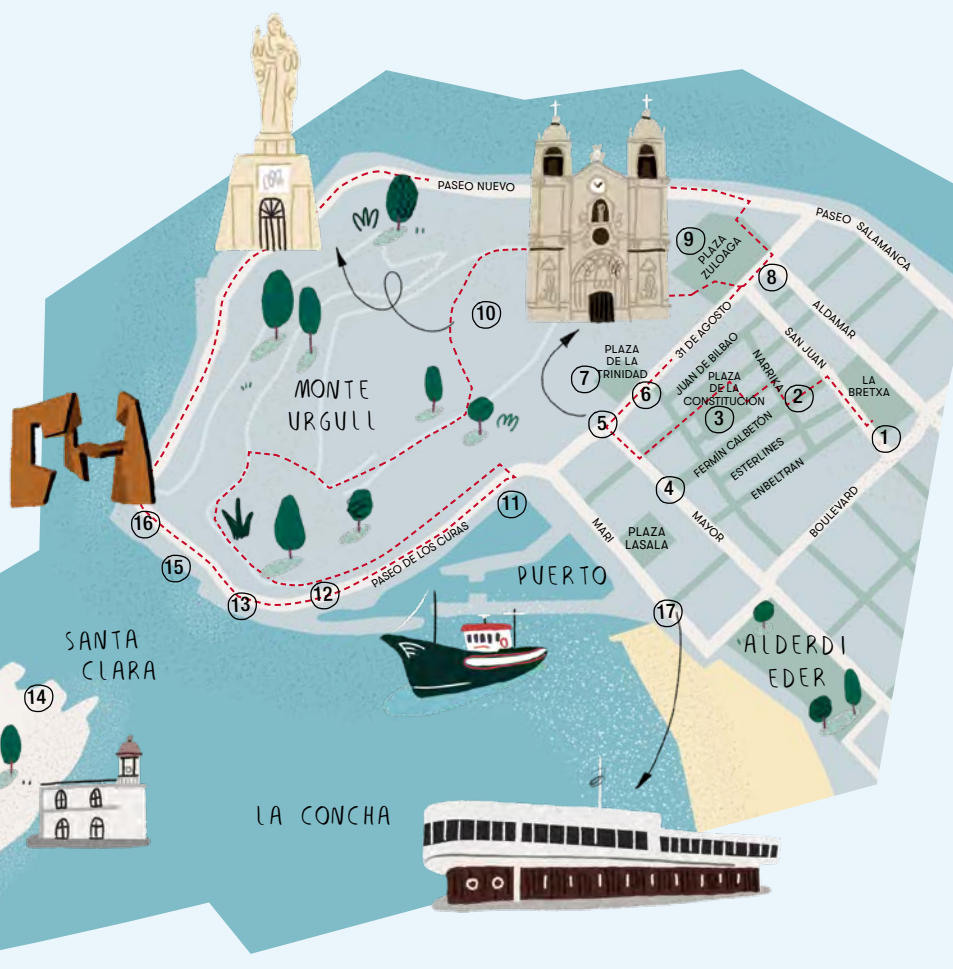 PASEO NUEVO
PASEO SALAMANCA
9
PLAZA
ZULOAGA
8
10
31 DE AGOSTO
ALDAMAR
JUAN DE BILBAO
SAN JUAN
NARRIKA
PLAZA
DE LA
TRINIDAD
7
6
PLAZA
DE LA
CONSTITUCIÓN
3
2
LA
BRETXA
MONTE
URGULL
5
1
FERMÍN CALBETÓN
ESTERLINES
ENBELTRAN
4
11
BOULEVARD
MARI
MAYOR
PLAZA
LASALA
16
PASEO DE LOS CURAS
15
PUERTO
12
13
17
SANTA
CLARA
ALDERDI
EDER
14
LA CONCHA